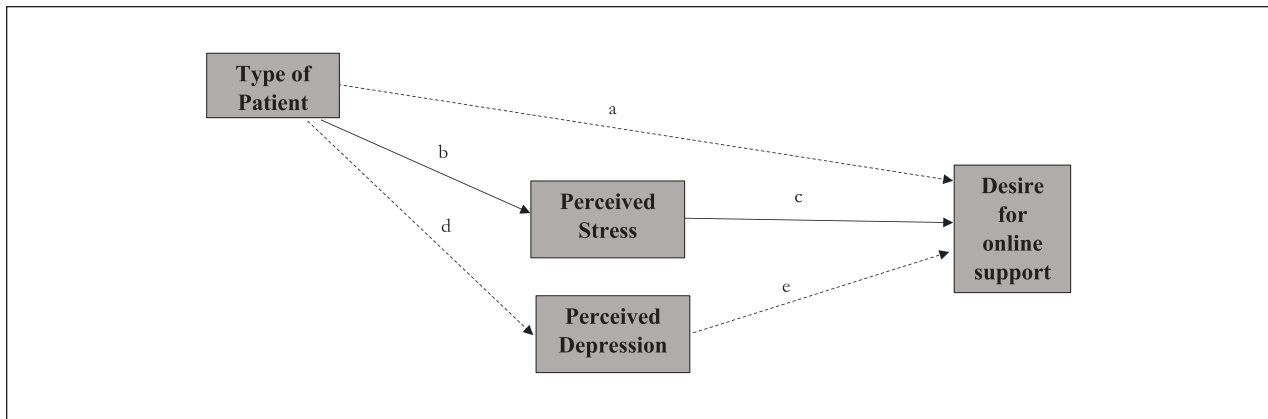 Type of
Patient
a
b
Perceived
Stress
c
Desire
for
online
support
d
e
Perceived
Depression